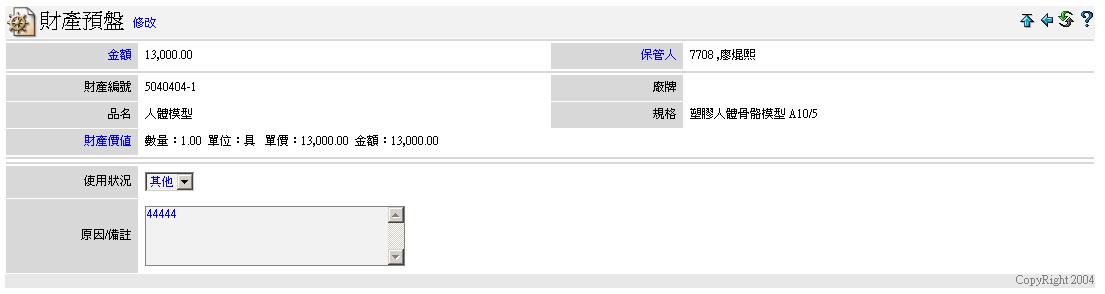 財產預盤 修改
金額 13,000.00 保管人 7708 ,廖焜熙
財產編號 5040404-1 廠牌
品名 人體模型 規格 塑膠人體骨骼模型 A10/5
財產價值 數量：1.00 單位：具 單價：13,000.00 金額：13,000.00
使用狀況 其他
原因/備註 44444
CopyRight 2004